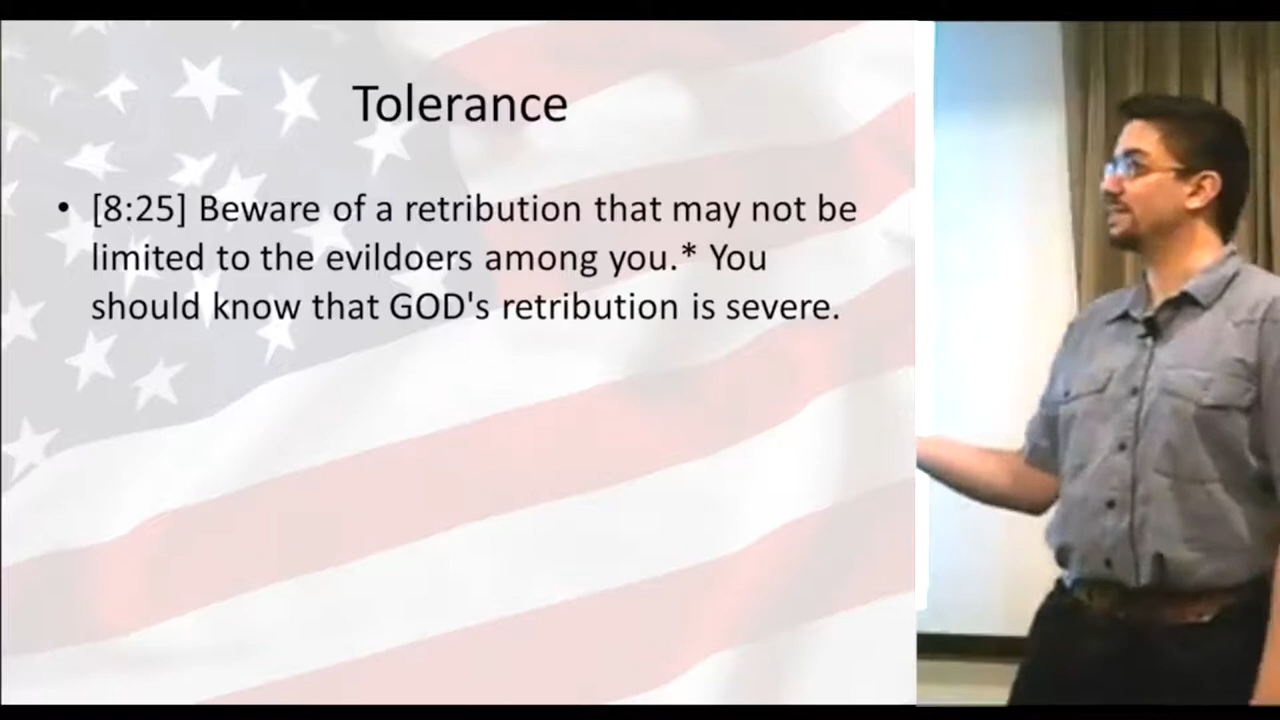 Tolerance
• [8:25] Beware of a retribution that may not be
limited to the evildoers among you.* You
should know that GOD's retribution is severe.